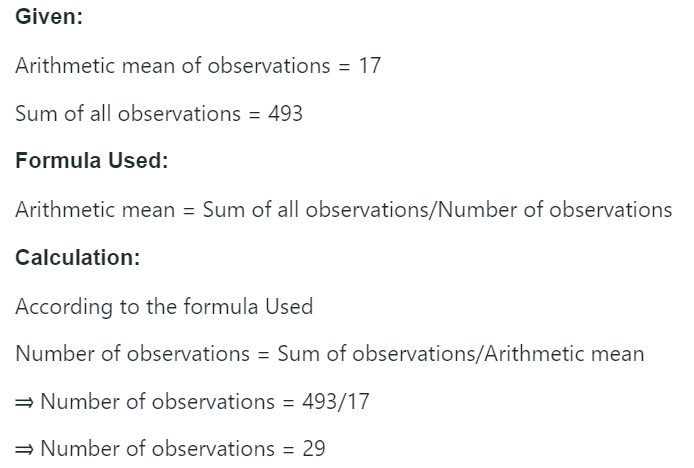 Given:
Arithmetic mean of observations = 17
Sum of all observations = 493
Formula Used:
Arithmetic mean = Sum of all observations/Number of observations
Calculation:
According to the formula Used
Number of observations = Sum of observations/Arithmetic mean
⇒ Number of observations = 493/17
⇒ Number of observations = 29